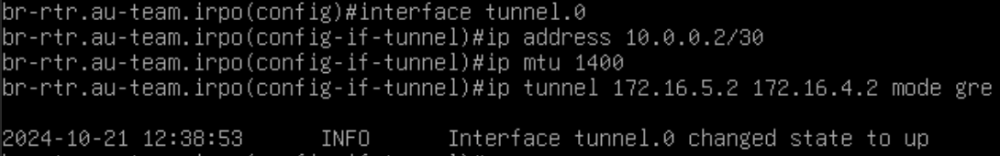 br-rtr.au-team.irpo(config)#interface tunnel.0
br-rtr.au-team.irpo(config-if-tunnel)#ip address 10.0.0.2/30
br-rtr.au-team.irpo(config-if-tunnel)#ip mtu 1400
br-rtr.au-team.irpo(config-if-tunnel)#ip tunnel 172.16.5.2 172.16.4.2 mode gre
2024-10-21 12:38:53 INFO Interface tunnel.0 changed state to up